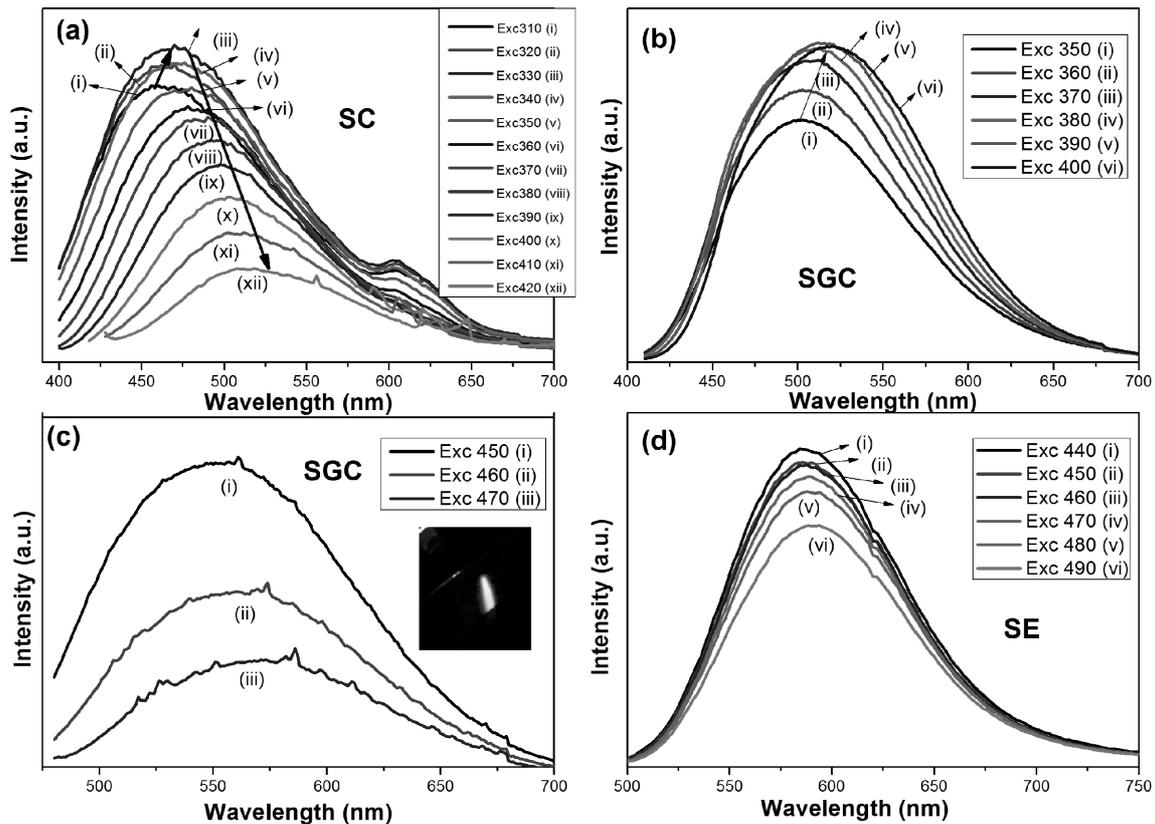 (a)
SC
Exc310 (i)
Exc320 (ii)
Exc330 (iii)
Exc340 (iv)
Exc350 (v)
Exc360 (vi)
Exc370 (vii)
Exc380 (viii)
Exc390 (ix)
Exc400 (x)
Exc410 (xi)
Exc420 (xii)
(i)
(ii)
(iii)
(iv)
(v)
(vi)
(vii)
(viii)
(ix)
(x)
(xi)
(xii)
Intensity (a.u.)
400 450 500 550 600 650 700
Wavelength (nm)
(b)
SGC
Exc 350 (i)
Exc 360 (ii)
Exc 370 (iii)
Exc 380 (iv)
Exc 390 (v)
Exc 400 (vi)
(i)
(ii)
(iii)
(iv)
(v)
(vi)
Intensity (a.u.)
400 450 500 550 600 650 700
Wavelength (nm)
(c)
SGC
Exc 450 (i)
Exc 460 (ii)
Exc 470 (iii)
(i)
(ii)
(iii)
Intensity (a.u.)
500 550 600 650 700
Wavelength (nm)
(d)
SE
Exc 440 (i)
Exc 450 (ii)
Exc 460 (iii)
Exc 470 (iv)
Exc 480 (v)
Exc 490 (vi)
(i)
(ii)
(iii)
(iv)
(v)
(vi)
Intensity (a.u.)
500 550 600 650 700 750
Wavelength (nm)